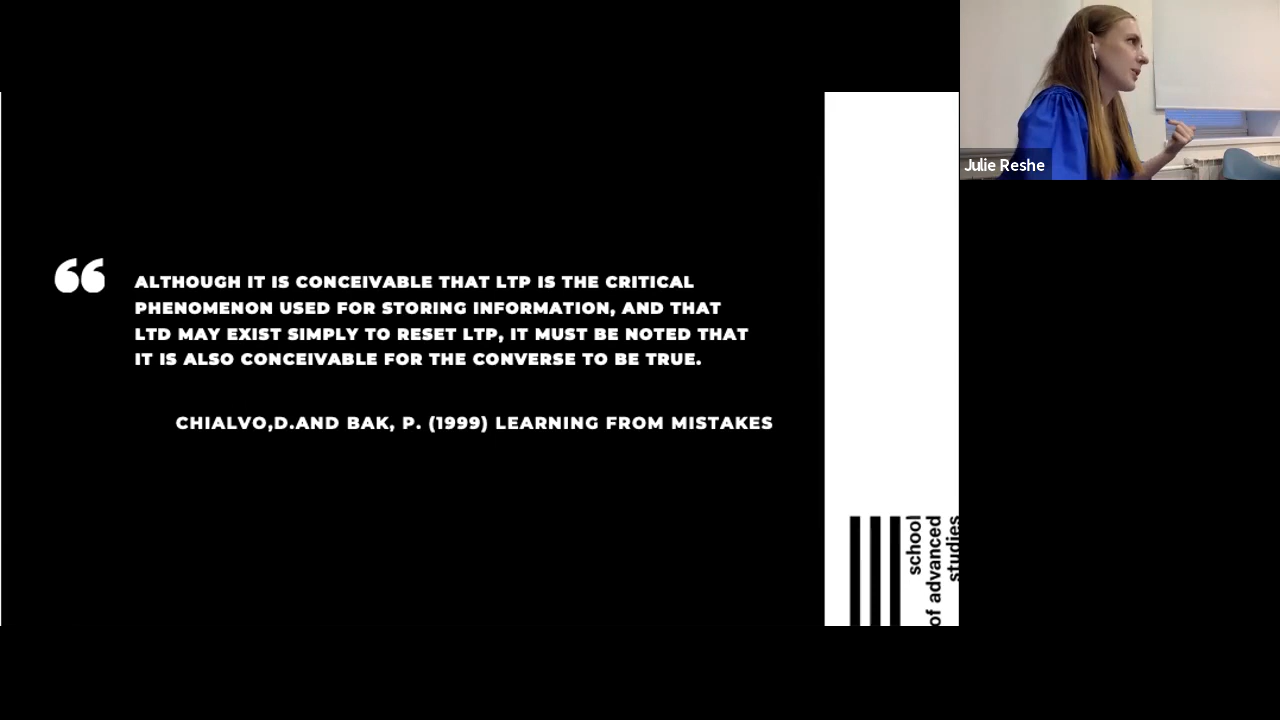 ALTHOUGH IT IS CONCEIVABLE THAT LTP IS THE CRITICAL
PHENOMENON USED FOR STORING INFORMATION, AND THAT
LTD MAY EXIST SIMPLY TO RESET LTP, IT MUST BE NOTED THAT
IT IS ALSO CONCEIVABLE FOR THE CONVERSE TO BE TRUE.
CHIALVO,D.AND BAK, P. (1999) LEARNING FROM MISTAKES
Julie Reshe
school
of advanced
studies